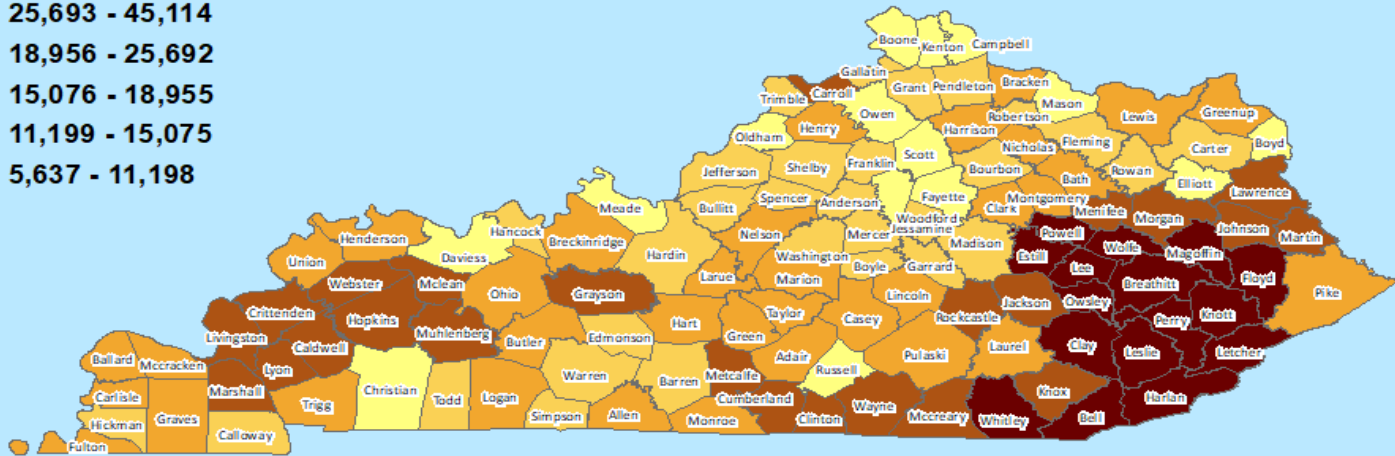 25,693 - 45,114
18,956 - 25,692
15,076 - 18,955
11,199 - 15,075
5,637 - 11,198
Boone
Kenton
Campbell
Gallatin
Grant
Pendleton
Bracken
Trimble
Carroll
Owen
Mason
Robertson
Lewis
Greenup
Oldham
Henry
Harrison
Nicholas
Fleming
Carter
Boyd
Jefferson
Shelby
Franklin
Scott
Bourbon
Bath
Rowan
Elliott
Lawrence
Bullitt
Spencer
Anderson
Fayette
Woodford
Clark
Montgomery
Menifee
Morgan
Meade
Hancock
Breckinridge
Nelson
Mercer
Jessamine
Madison
Powell
Johnson
Martin
Henderson
Daviess
Hardin
Washington
Boyle
Garrard
Estill
Wolfe
Magoffin
Floyd
Union
Webster
Mclean
Ohio
Grayson
Larue
Marion
Lincoln
Lee
Breathitt
Pike
Crittenden
Hopkins
Muhlenberg
Butler
Edmonson
Hart
Green
Taylor
Casey
Rockcastle
Jackson
Owsley
Perry
Knott
Livingston
Caldwell
Lyon
Warren
Barren
Metcalfe
Adair
Russell
Pulaski
Laurel
Clay
Leslie
Letcher
Ballard
Mccracken
Marshall
Christian
Todd
Logan
Simpson
Allen
Monroe
Cumberland
Clinton
Wayne
Mccreary
Whitley
Knox
Bell
Harlan
Carlisle
Hickman
Graves
Calloway
Trigg
Fulton